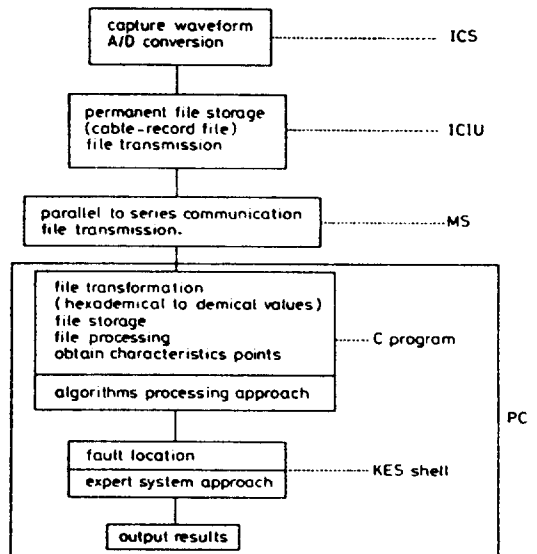 capture waveform
A/D conversion
ICS
permanent file storage
(cable-record file)
file transmission
ICIU
parallel to series communication
file transmission.
MS
file transformation
(hexademical to demical values)
file storage
file processing
obtain characteristics points
C program
algorithms processing approach
PC
fault location
expert system approach
KES shell
output results